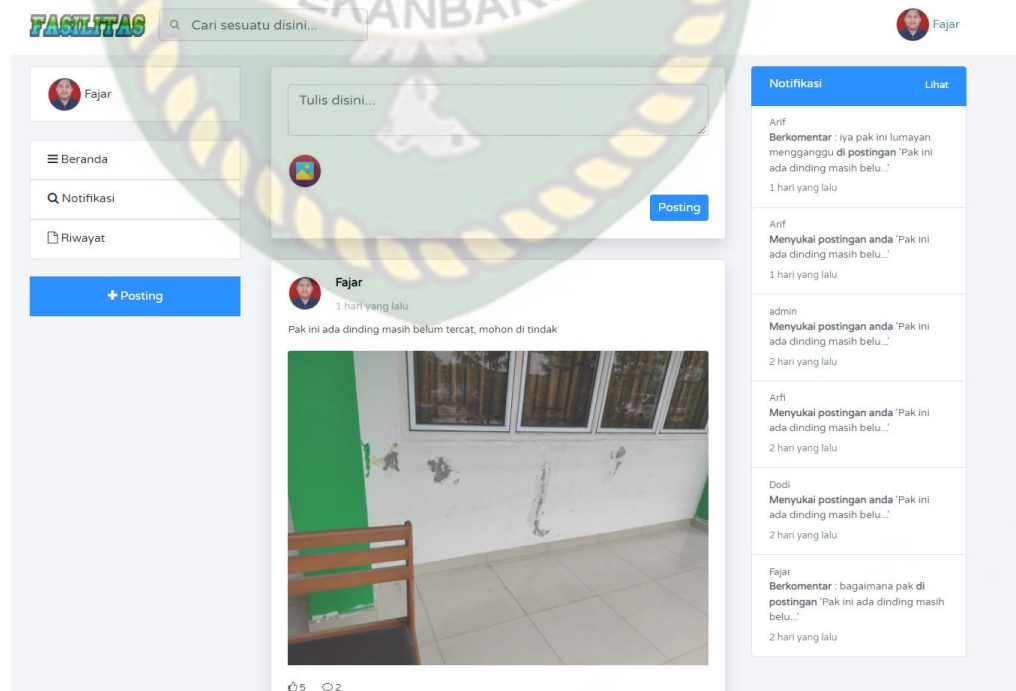 FASILITAS
Cari sesuatu disini...
EKANBAR
Fajar
Fajar
Beranda
Notifikasi
Riwayat
Posting
Tulis disini...
Posting
Fajar
1 hari yang lalu
Pak ini ada dinding masih belum tercat, mohon di tindak
5 2
Notifikasi Lihat
Arif
Berkomentar : iya pak ini lumayan
mengganggu di postingan 'Pak ini
ada dinding masih belu...'
1 hari yang lalu
Arif
Menyukai postingan anda 'Pak ini
ada dinding masih belu...'
1 hari yang lalu
admin
Menyukai postingan anda 'Pak ini
ada dinding masih belu...'
2 hari yang lalu
Arfi
Menyukai postingan anda 'Pak ini
ada dinding masih belu...'
2 hari yang lalu
Dodi
Menyukai postingan anda 'Pak ini
ada dinding masih belu...'
2 hari yang lalu
Fajar
Berkomentar : bagaimana pak di
postingan 'Pak ini ada dinding masih
belu...'
2 hari yang lalu